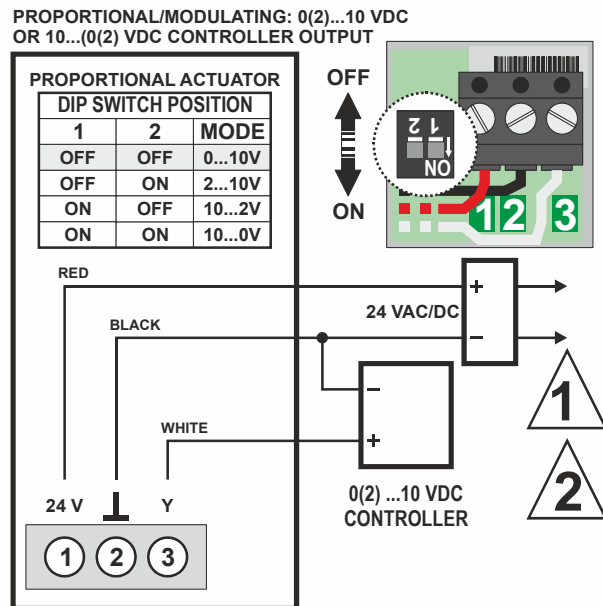 PROPORTIONAL/MODULATING: 0(2)...10 VDC
OR 10...(0(2) VDC CONTROLLER OUTPUT
PROPORTIONAL ACTUATOR
DIP SWITCH POSITION
1 2 MODE
OFF OFF 0...10V
OFF ON 2...10V
ON OFF 10...2V
ON ON 10...0V
OFF
ON
1 2
ON
1 2 3
RED
+
24 VAC/DC
BLACK
−
−
1
WHITE
+
2
0(2) ...10 VDC
CONTROLLER
24 V Y
1 2 3